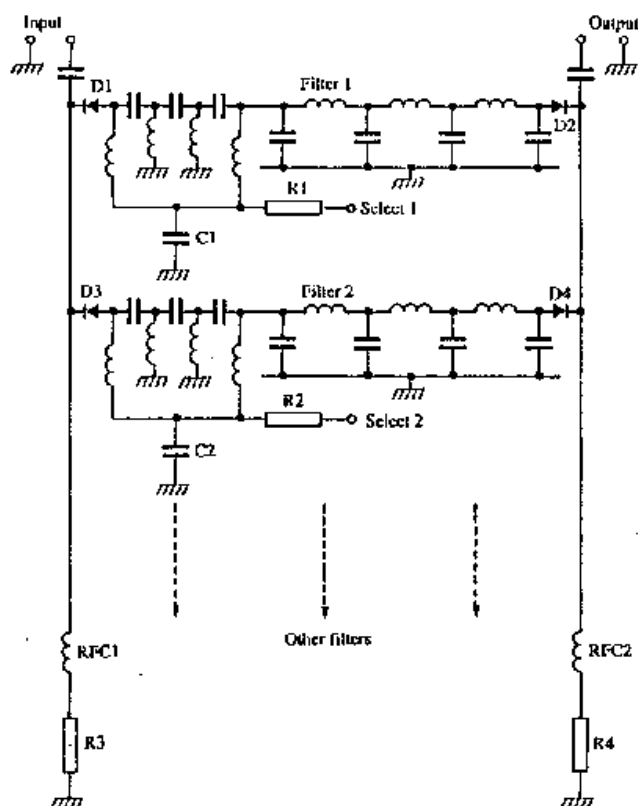 Input
Output
D1
Filter 1
D2
R1
Select 1
C1
D3
Filter 2
D4
R2
Select 2
C2
Other filters
RFC1
RFC2
R3
R4